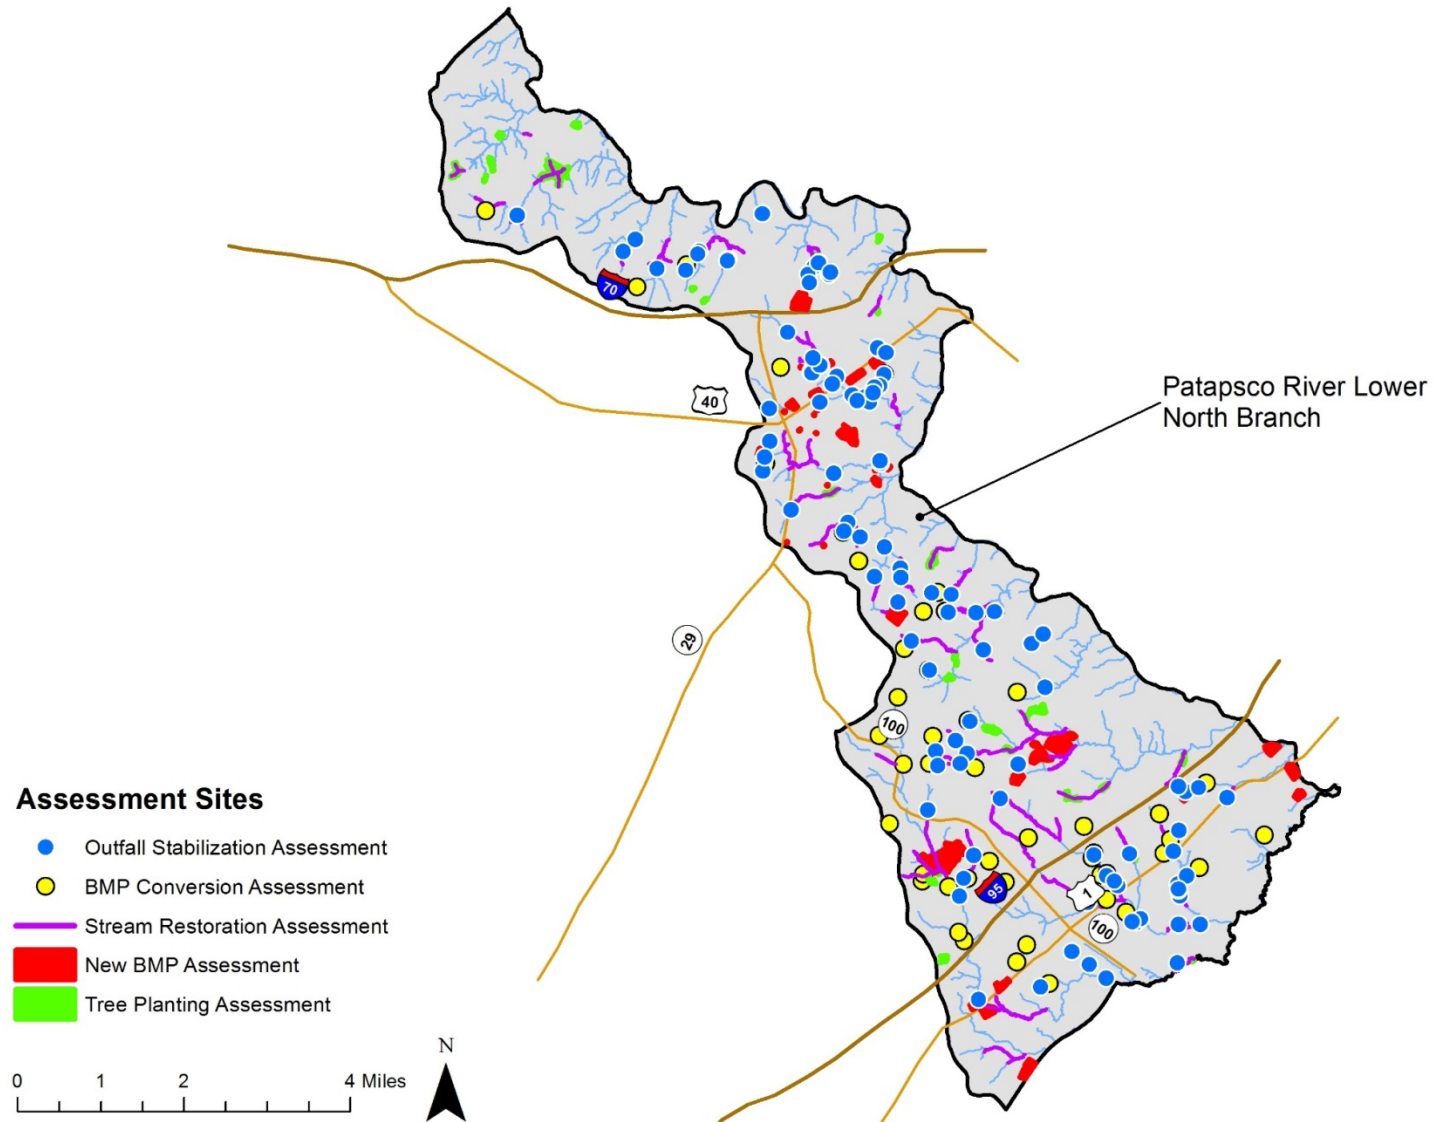 70
40
Patapsco River Lower
North Branch
29
100
95
1
100
Assessment Sites
Outfall Stabilization Assessment
BMP Conversion Assessment
Stream Restoration Assessment
New BMP Assessment
Tree Planting Assessment
N
0 1 2 4 Miles